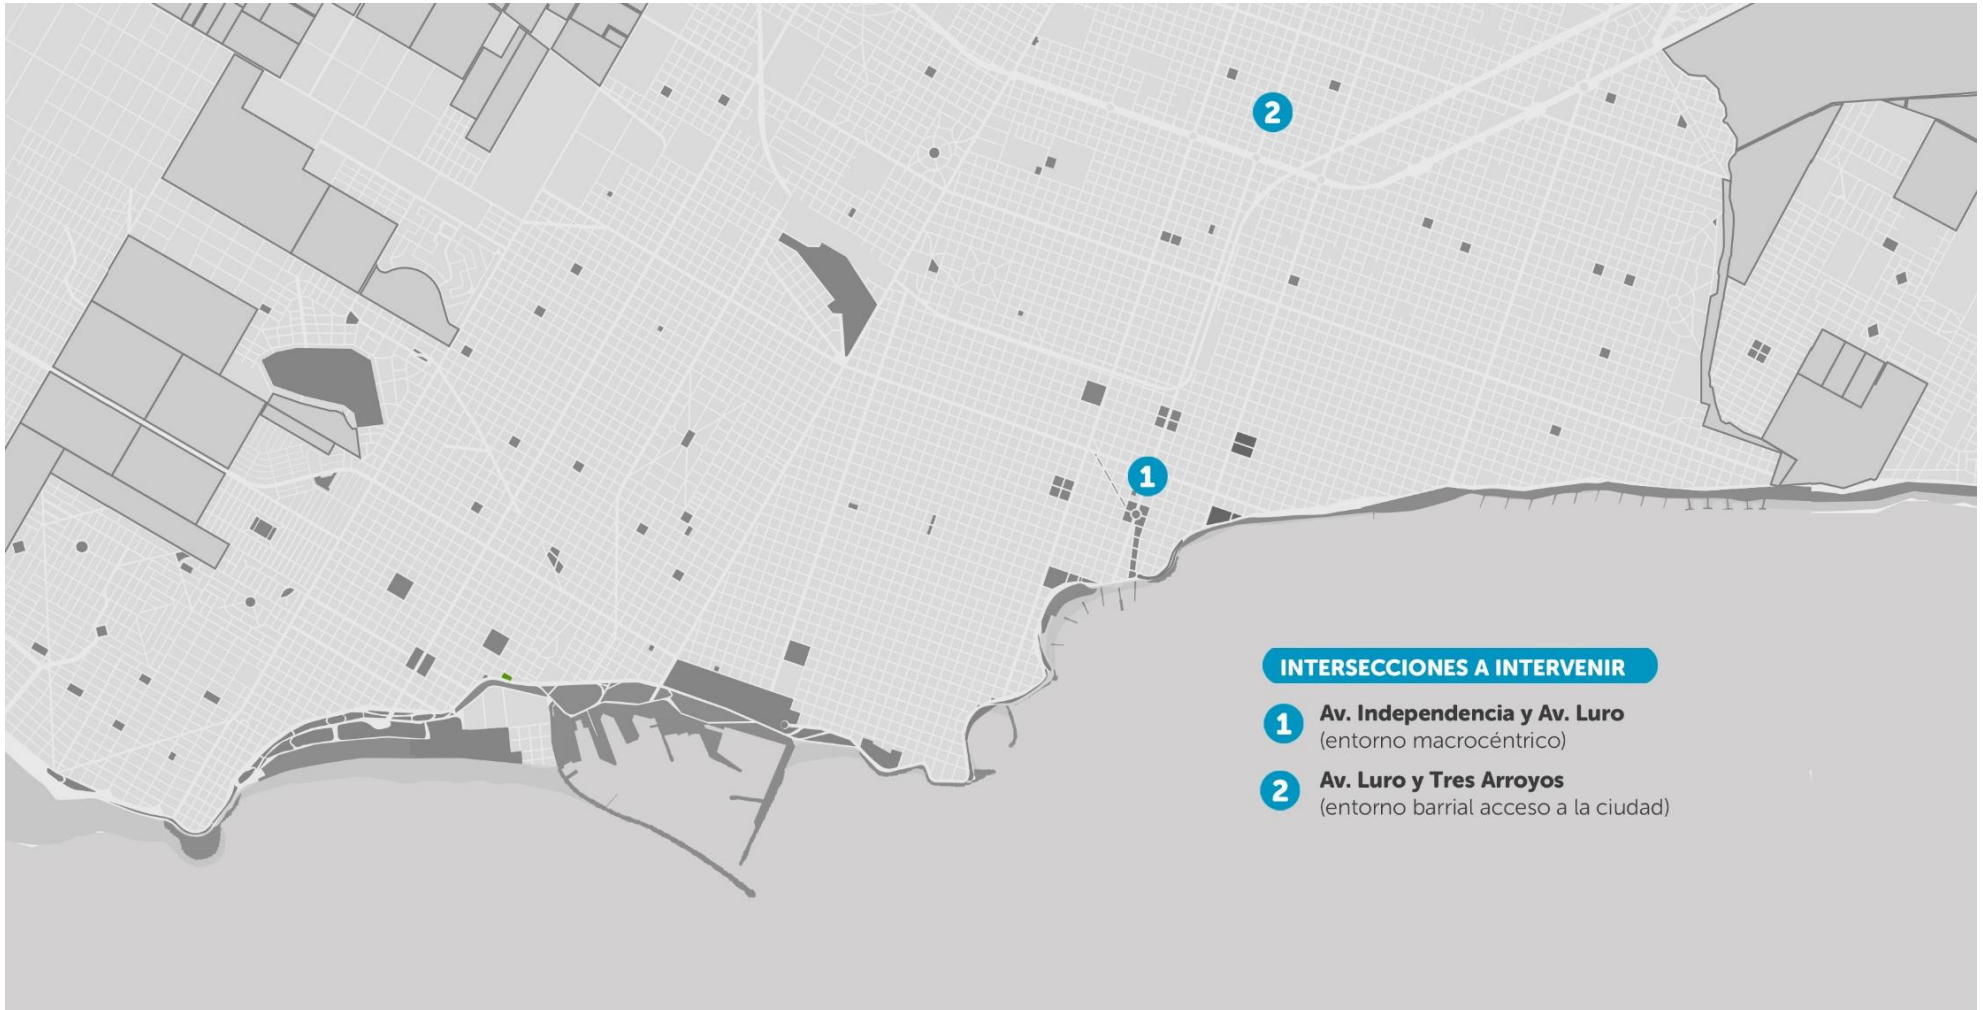 2
1
INTERSECCIONES A INTERVENIR
1 Av. Independencia y Av. Luro
(entorno macrocéntrico)
2 Av. Luro y Tres Arroyos
(entorno barrial acceso a la ciudad)